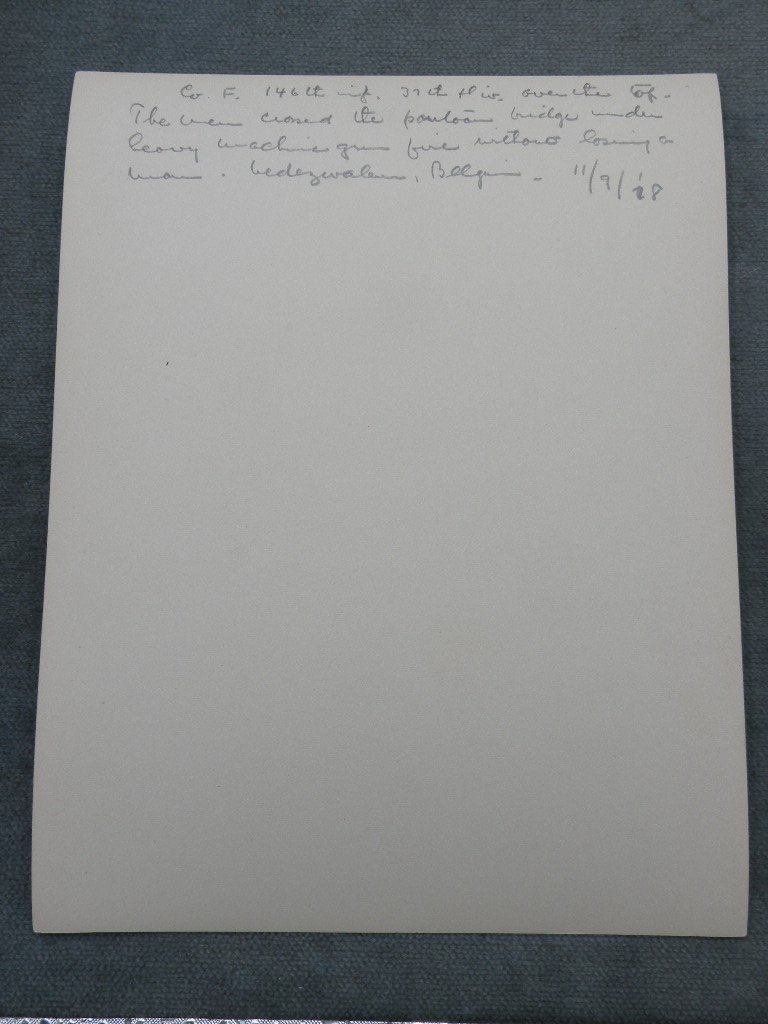 Co. F. 146th inf. 37th div. over the top.
The men crossed the pontoon bridge under
heavy machine gun fire without losing a
man. Belgium. 11/9/18